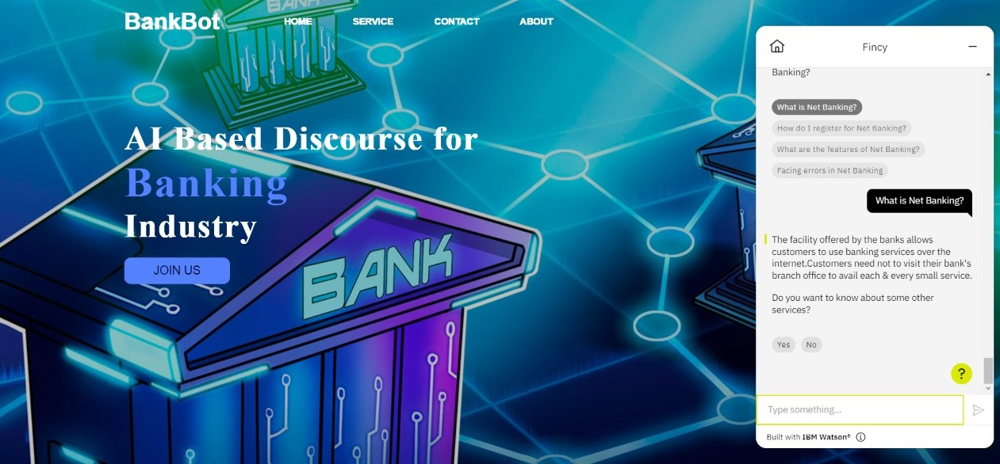 BankBot
HOME
SERVICE
CONTACT
ABOUT
BANK
AI Based Discourse for
Banking
Industry
JOIN US
BANK
Fincy
Banking?
What is Net Banking?
How do I register for Net Banking?
What are the features of Net Banking?
Facing errors in Net Banking
What is Net Banking?
The facility offered by the banks allows
customers to use banking services over the
internet.Customers need not to visit their bank's
branch office to avail each & every small service.
Do you want to know about some other
services?
Yes
No
?
Type something...
Built with IBM Watson®